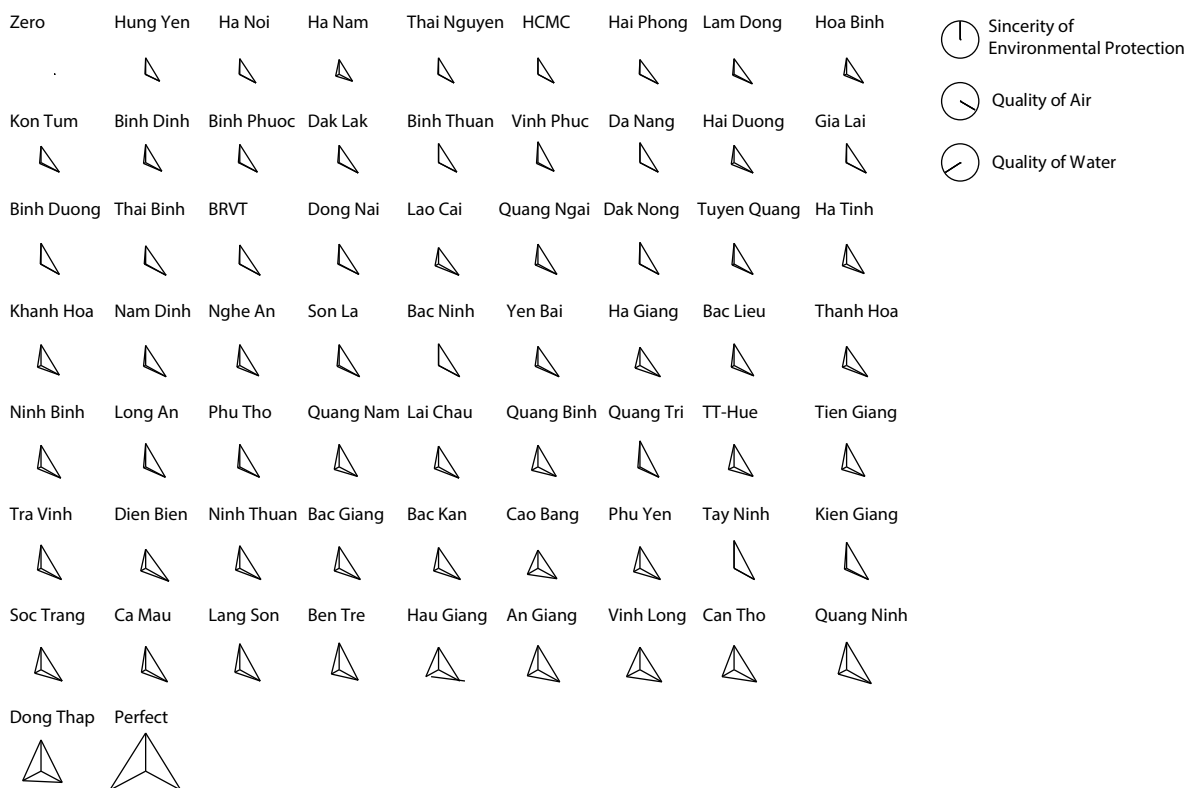 Zero Hung Yen Ha Noi Ha Nam Thai Nguyen HCMC Hai Phong Lam Dong Hoa Binh
Sincerity of
Environmental Protection
Quality of Air
Kon Tum Binh Dinh Binh Phuoc Dak Lak Binh Thuan Vinh Phuc Da Nang Hai Duong Gia Lai
Quality of Water
Binh Duong Thai Binh BRVT Dong Nai Lao Cai Quang Ngai Dak Nong Tuyen Quang Ha Tinh
Khanh Hoa Nam Dinh Nghe An Son La Bac Ninh Yen Bai Ha Giang Bac Lieu Thanh Hoa
Ninh Binh Long An Phu Tho Quang Nam Lai Chau Quang Binh Quang Tri TT-Hue Tien Giang
Tra Vinh Dien Bien Ninh Thuan Bac Giang Bac Kan Cao Bang Phu Yen Tay Ninh Kien Giang
Soc Trang Ca Mau Lang Son Ben Tre Hau Giang An Giang Vinh Long Can Tho Quang Ninh
Dong Thap Perfect